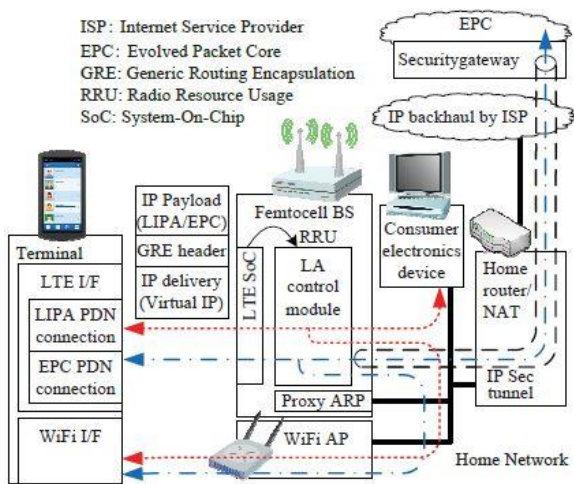 ISP: Internet Service Provider
EPC: Evolved Packet Core
GRE: Generic Routing Encapsulation
RRU: Radio Resource Usage
SoC: System-On-Chip
EPC
Securitygateway
IP backhaul by ISP
IP Payload
(LIPA/EPC)
GRE header
IP delivery
(Virtual IP)
Femtocell BS
RRU
LTE SoC
LA
control
module
Proxy ARP
WiFi AP
Consumer
electronics
device
Home
router/
NAT
IP Sec
tunnel
Home Network
Terminal
LTE I/F
LIPA PDN
connection
EPC PDN
connection
WiFi I/F